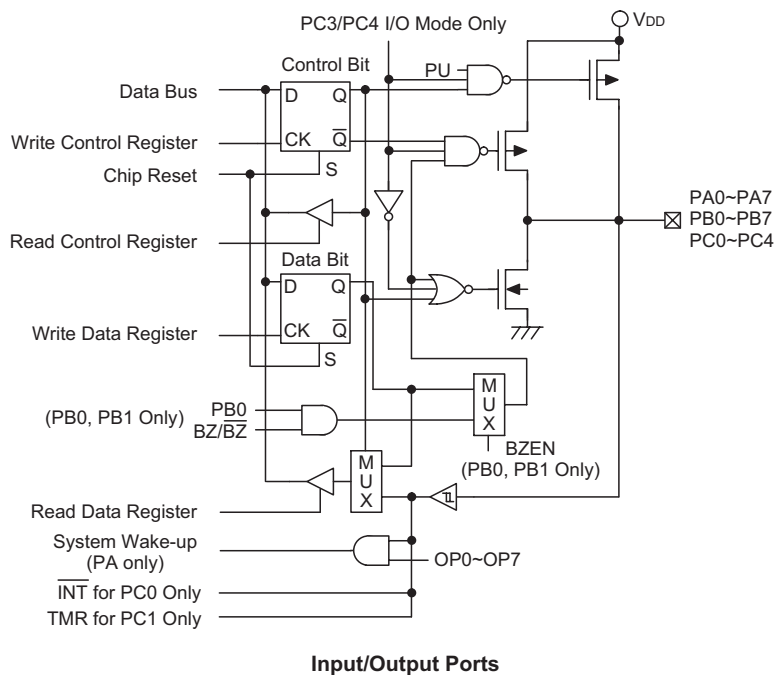 PC3/PC4 I/O Mode Only
VDD
Control Bit
PU
Data Bus
D Q
Write Control Register
CK Q̅
Chip Reset
S
PA0~PA7
PB0~PB7
PC0~PC4
Read Control Register
Data Bit
D Q
Write Data Register
CK Q̅
S
M
U
X
(PB0, PB1 Only)
PB0
BZ/B̅Z̅
BZEN
(PB0, PB1 Only)
M
U
X
Read Data Register
System Wake-up
(PA only)
OP0~OP7
I̅N̅T̅ for PC0 Only
TMR for PC1 Only
Input/Output Ports